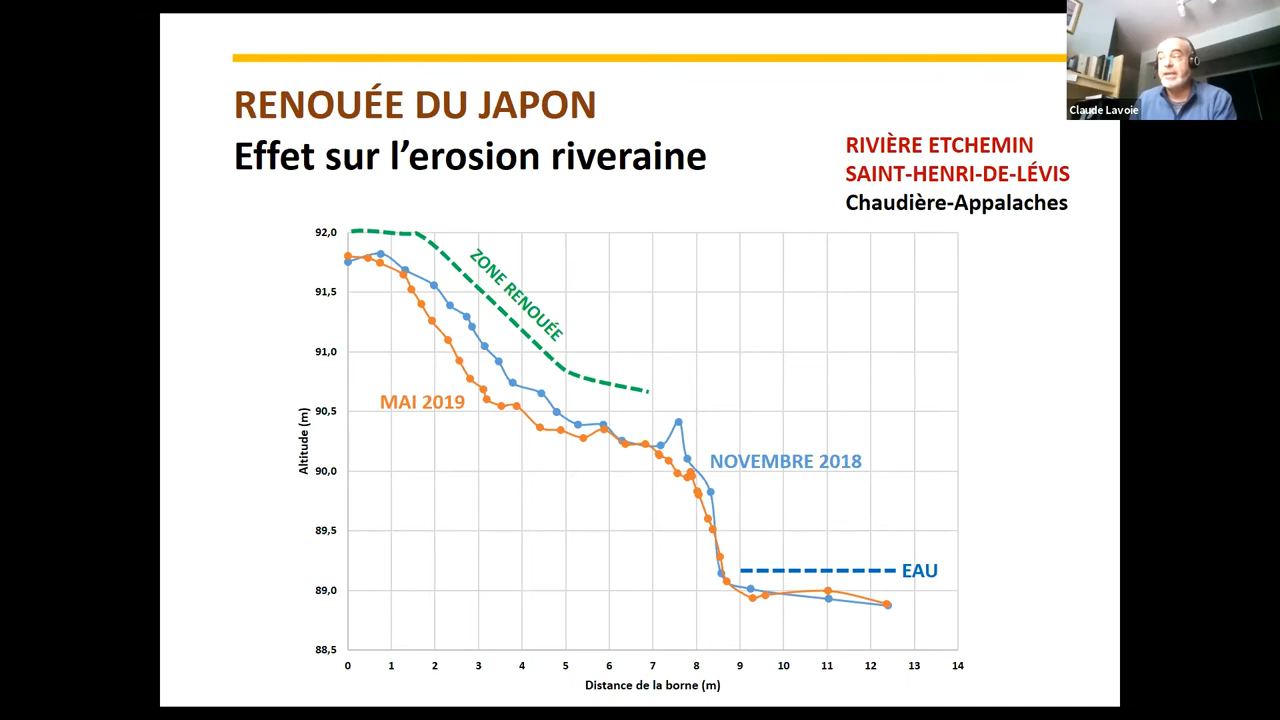 Claude Lavoie
RENOUÉE DU JAPON
Effet sur l’erosion riveraine
RIVIÈRE ETCHEMIN
SAINT-HENRI-DE-LÉVIS
Chaudière-Appalaches
92,0
91,5
91,0
90,5
90,0
89,5
89,0
88,5
Altitude (m)
ZONE RENOUÉE
MAI 2019
NOVEMBRE 2018
EAU
0 1 2 3 4 5 6 7 8 9 10 11 12 13 14
Distance de la borne (m)